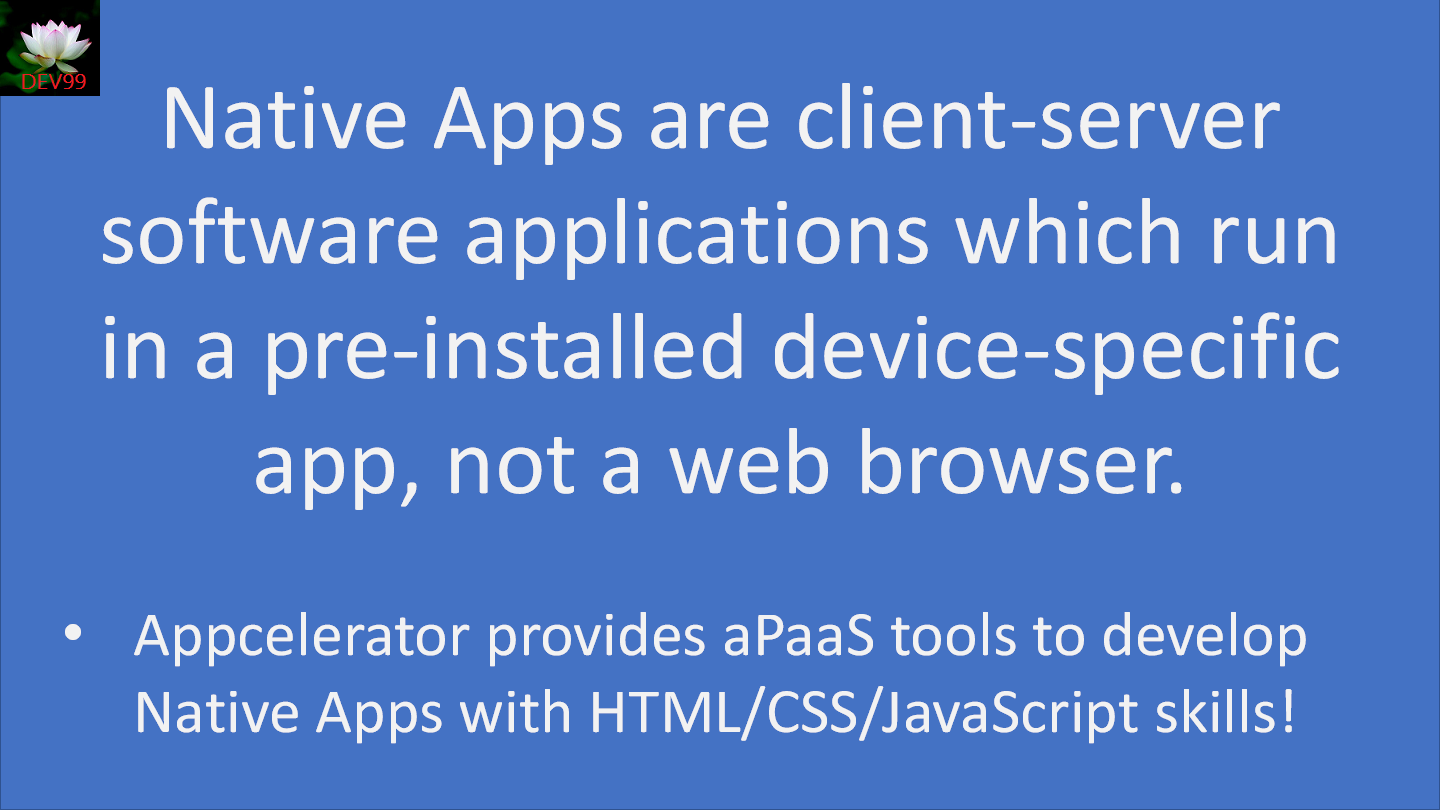 DEV99
Native Apps are client-server
software applications which run
in a pre-installed device-specific
app, not a web browser.
• Appcelerator provides aPaaS tools to develop
Native Apps with HTML/CSS/JavaScript skills!